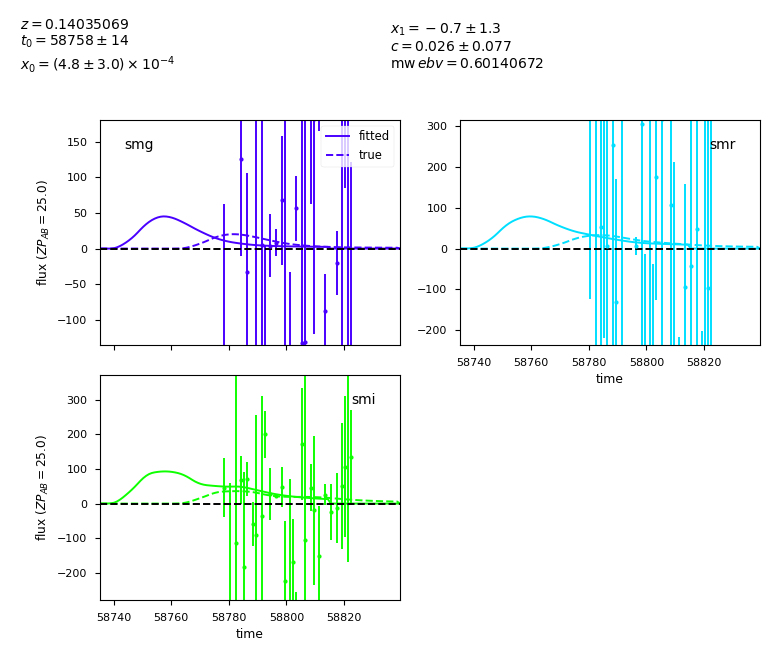 z = 0.14035069
t₀ = 58758 ± 14
x₀ = (4.8 ± 3.0) × 10⁻⁴
x₁ = −0.7 ± 1.3
c = 0.026 ± 0.077
mw ebv = 0.60140672
smg
fitted
true
150
100
50
0
−50
−100
flux (ZP_AB = 25.0)
smr
300
200
100
0
−100
−200
58740 58760 58780 58800 58820
time
smi
300
200
100
0
−100
−200
flux (ZP_AB = 25.0)
58740 58760 58780 58800 58820
time